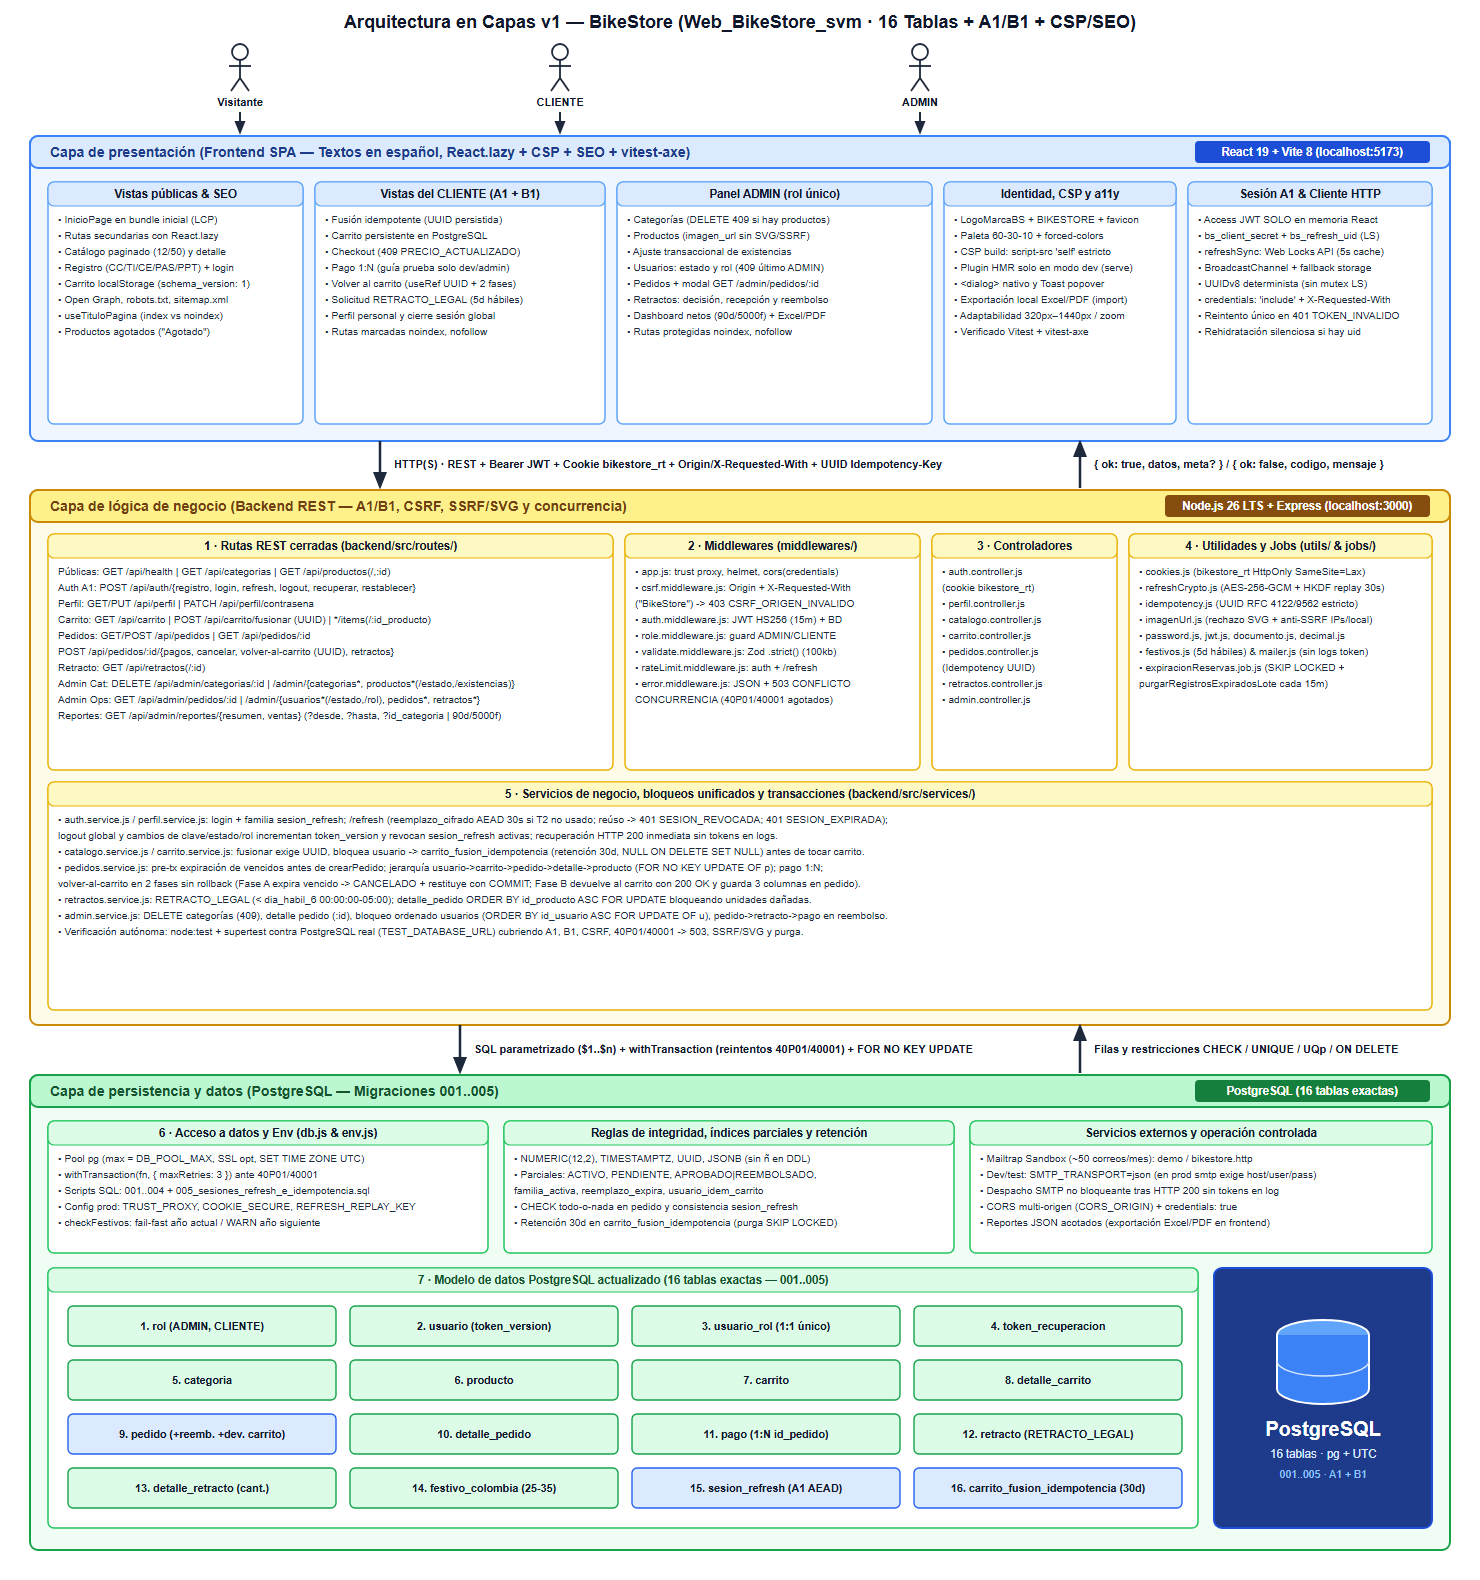 Arquitectura en Capas v1 — BikeStore (Web_BikeStore_svm · 16 Tablas + A1/B1 + CSP/SEO)
Visitante
CLIENTE
ADMIN
Capa de presentación (Frontend SPA — Textos en español, React.lazy + CSP + SEO + vitest-axe)
React 19 + Vite 8 (localhost:5173)
Vistas públicas & SEO
• InicioPage en bundle inicial (LCP)
• Rutas secundarias con React.lazy
• Catálogo paginado (12/50) y detalle
• Registro (CC/TI/CE/PAS/PPT) + login
• Carrito localStorage (schema_version: 1)
• Open Graph, robots.txt, sitemap.xml
• useTituloPagina (index vs noindex)
• Productos agotados ("Agotado")
Vistas del CLIENTE (A1 + B1)
• Fusión idempotente (UUID persistida)
• Carrito persistente en PostgreSQL
• Checkout (409 PRECIO_ACTUALIZADO)
• Pago 1:N (guía prueba solo dev/admin)
• Volver al carrito (useRef UUID + 2 fases)
• Solicitud RETRACTO_LEGAL (5d hábiles)
• Perfil personal y cierre sesión global
• Rutas marcadas noindex, nofollow
Panel ADMIN (rol único)
• Categorías (DELETE 409 si hay productos)
• Productos (imagen_url sin SVG/SSRF)
• Ajuste transaccional de existencias
• Usuarios: estado y rol (409 último ADMIN)
• Pedidos + modal GET /admin/pedidos/:id
• Retractos: decisión, recepción y reembolso
• Dashboard netos (90d/5000f) + Excel/PDF
• Rutas protegidas noindex, nofollow
Identidad, CSP y a11y
• LogoMarcaBS + BIKESTORE + favicon
• Paleta 60-30-10 + forced-colors
• CSP build: script-src 'self' estricto
• Plugin HMR solo en modo dev (serve)
• <dialog> nativo y Toast popover
• Exportación local Excel/PDF (import)
• Adaptabilidad 320px–1440px / zoom
• Verificado Vitest + vitest-axe
Sesión A1 & Cliente HTTP
• Access JWT SOLO en memoria React
• bs_client_secret + bs_refresh_uid (LS)
• refreshSync: Web Locks API (5s cache)
• BroadcastChannel + fallback storage
• UUIDv8 determinista (sin mutex LS)
• credentials: 'include' + X-Requested-With
• Reintento único en 401 TOKEN_INVALIDO
• Rehidratación silenciosa si hay uid
HTTP(S) · REST + Bearer JWT + Cookie bikestore_rt + Origin/X-Requested-With + UUID Idempotency-Key
{ ok: true, datos, meta? } / { ok: false, codigo, mensaje }
Capa de lógica de negocio (Backend REST — A1/B1, CSRF, SSRF/SVG y concurrencia)
Node.js 26 LTS + Express (localhost:3000)
1 · Rutas REST cerradas (backend/src/routes/)
Públicas: GET /api/health | GET /api/categorias | GET /api/productos(/,:id)
Auth A1: POST /api/auth/{registro, login, refresh, logout, recuperar, restablecer}
Perfil: GET/PUT /api/perfil | PATCH /api/perfil/contrasena
Carrito: GET /api/carrito | POST /api/carrito/fusionar (UUID) | */items(/:id_producto)
Pedidos: GET/POST /api/pedidos | GET /api/pedidos/:id
POST /api/pedidos/:id/{pagos, cancelar, volver-al-carrito (UUID), retractos}
Retracto: GET /api/retractos(/:id)
Admin Cat: DELETE /api/admin/categorias/:id | /admin/{categorias*, productos*(/estado,/existencias)}
Admin Ops: GET /api/admin/pedidos/:id | /admin/{usuarios*(/estado,/rol), pedidos*, retractos*}
Reportes: GET /api/admin/reportes/{resumen, ventas} (?desde, ?hasta, ?id_categoria | 90d/5000f)
2 · Middlewares (middlewares/)
• app.js: trust proxy, helmet, cors(credentials)
• csrf.middleware.js: Origin + X-Requested-With
("BikeStore") -> 403 CSRF_ORIGEN_INVALIDO
• auth.middleware.js: JWT HS256 (15m) + BD
• role.middleware.js: guard ADMIN/CLIENTE
• validate.middleware.js: Zod .strict() (100kb)
• rateLimit.middleware.js: auth + /refresh
• error.middleware.js: JSON + 503 CONFLICTO
CONCURRENCIA (40P01/40001 agotados)
3 · Controladores
• auth.controller.js
(cookie bikestore_rt)
• perfil.controller.js
• catalogo.controller.js
• carrito.controller.js
• pedidos.controller.js
(Idempotency UUID)
• retractos.controller.js
• admin.controller.js
4 · Utilidades y Jobs (utils/ & jobs/)
• cookies.js (bikestore_rt HttpOnly SameSite=Lax)
• refreshCrypto.js (AES-256-GCM + HKDF replay 30s)
• idempotency.js (UUID RFC 4122/9562 estricto)
• imagenUrl.js (rechazo SVG + anti-SSRF IPs/local)
• password.js, jwt.js, documento.js, decimal.js
• festivos.js (5d hábiles) & mailer.js (sin logs token)
• expiracionReservas.job.js (SKIP LOCKED +
purgarRegistrosExpiradosLote cada 15m)
5 · Servicios de negocio, bloqueos unificados y transacciones (backend/src/services/)
• auth.service.js / perfil.service.js: login + familia sesion_refresh; /refresh (reemplazo_cifrado AEAD 30s si T2 no usado; reúso -> 401 SESION_REVOCADA; 401 SESION_EXPIRADA);
logout global y cambios de clave/estado/rol incrementan token_version y revocan sesion_refresh activas; recuperación HTTP 200 inmediata sin tokens en logs.
• catalogo.service.js / carrito.service.js: fusionar exige UUID, bloquea usuario -> carrito_fusion_idempotencia (retención 30d, NULL ON DELETE SET NULL) antes de tocar carrito.
• pedidos.service.js: pre-tx expiración de vencidos antes de crearPedido; jerarquía usuario->carrito->pedido->detalle->producto (FOR NO KEY UPDATE OF p); pago 1:N;
volver-al-carrito en 2 fases sin rollback (Fase A expira vencido -> CANCELADO + restituye con COMMIT; Fase B devuelve al carrito con 200 OK y guarda 3 columnas en pedido).
• retractos.service.js: RETRACTO_LEGAL (< dia_habil_6 00:00:00-05:00); detalle_pedido ORDER BY id_producto ASC FOR UPDATE bloqueando unidades dañadas.
• admin.service.js: DELETE categorías (409), detalle pedido (:id), bloqueo ordenado usuarios (ORDER BY id_usuario ASC FOR UPDATE OF u), pedido->retracto->pago en reembolso.
• Verificación autónoma: node:test + supertest contra PostgreSQL real (TEST_DATABASE_URL) cubriendo A1, B1, CSRF, 40P01/40001 -> 503, SSRF/SVG y purga.
SQL parametrizado ($1..$n) + withTransaction (reintentos 40P01/40001) + FOR NO KEY UPDATE
Filas y restricciones CHECK / UNIQUE / UQp / ON DELETE
Capa de persistencia y datos (PostgreSQL — Migraciones 001..005)
PostgreSQL (16 tablas exactas)
6 · Acceso a datos y Env (db.js & env.js)
• Pool pg (max = DB_POOL_MAX, SSL opt, SET TIME ZONE UTC)
• withTransaction(fn, { maxRetries: 3 }) ante 40P01/40001
• Scripts SQL: 001..004 + 005_sesiones_refresh_e_idempotencia.sql
• Config prod: TRUST_PROXY, COOKIE_SECURE, REFRESH_REPLAY_KEY
• checkFestivos: fail-fast año actual / WARN año siguiente
Reglas de integridad, índices parciales y retención
• NUMERIC(12,2), TIMESTAMPTZ, UUID, JSONB (sin ñ en DDL)
• Parciales: ACTIVO, PENDIENTE, APROBADO|REEMBOLSADO,
familia_activa, reemplazo_expira, usuario_idem_carrito
• CHECK todo-o-nada en pedido y consistencia sesion_refresh
• Retención 30d en carrito_fusion_idempotencia (purga SKIP LOCKED)
Servicios externos y operación controlada
• Mailtrap Sandbox (~50 correos/mes): demo / bikestore.http
• Dev/test: SMTP_TRANSPORT=json (en prod smtp exige host/user/pass)
• Despacho SMTP no bloqueante tras HTTP 200 sin tokens en log
• CORS multi-origen (CORS_ORIGIN) + credentials: true
• Reportes JSON acotados (exportación Excel/PDF en frontend)
7 · Modelo de datos PostgreSQL actualizado (16 tablas exactas — 001..005)
1. rol (ADMIN, CLIENTE)
2. usuario (token_version)
3. usuario_rol (1:1 único)
4. token_recuperacion
5. categoria
6. producto
7. carrito
8. detalle_carrito
9. pedido (+reemb. +dev. carrito)
10. detalle_pedido
11. pago (1:N id_pedido)
12. retracto (RETRACTO_LEGAL)
13. detalle_retracto (cant.)
14. festivo_colombia (25-35)
15. sesion_refresh (A1 AEAD)
16. carrito_fusion_idempotencia (30d)
PostgreSQL
16 tablas · pg + UTC
001..005 · A1 + B1